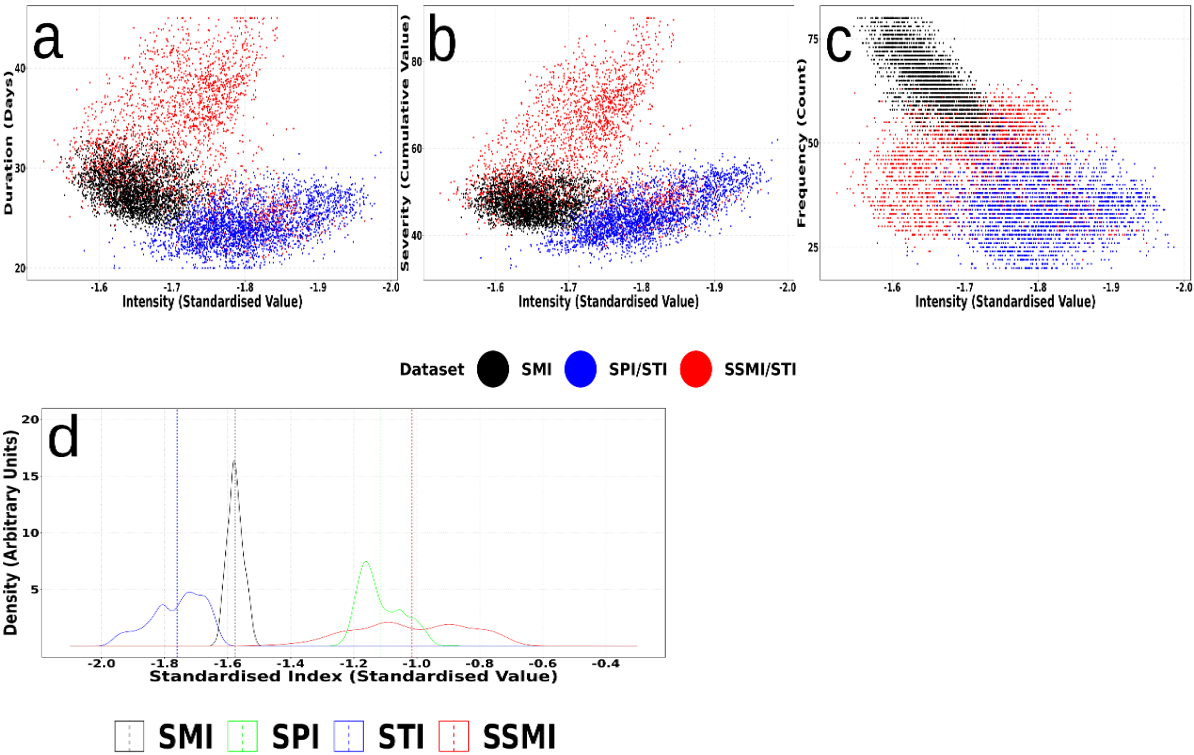 a
Duration (Days)
40
30
20
-1.6 -1.7 -1.8 -1.9 -2.0
Intensity (Standardised Value)
b
Severity (Cumulative Value)
80
60
40
-1.6 -1.7 -1.8 -1.9 -2.0
Intensity (Standardised Value)
c
Frequency (Count)
75
50
25
-1.6 -1.7 -1.8 -1.9 -2.0
Intensity (Standardised Value)
Dataset SMI SPI/STI SSMI/STI
d
Density (Arbitrary Units)
20
15
10
5
-2.0 -1.8 -1.6 -1.4 -1.2 -1.0 -0.8 -0.6 -0.4
Standardised Index (Standardised Value)
SMI SPI STI SSMI